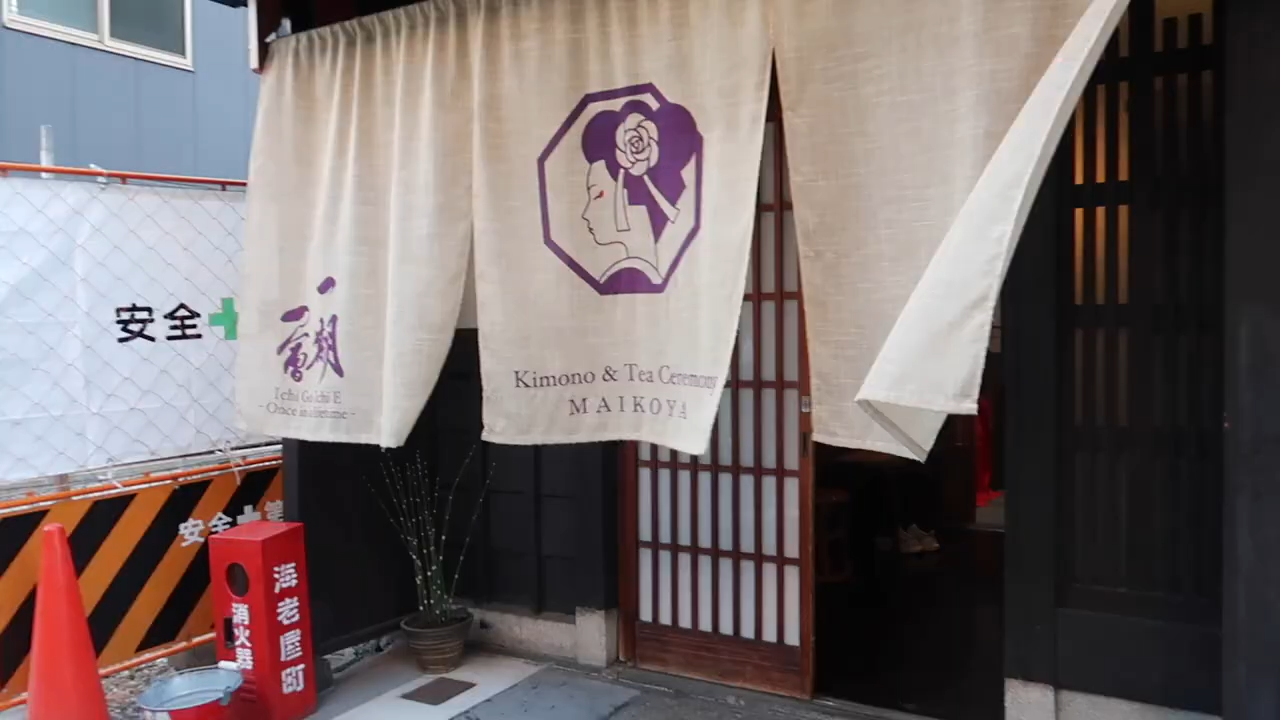 安全
一期
一會
Ichi Go Ichi E
- Once in a lifetime -
Kimono & Tea Ceremony
MAIKOYA
安全
海老屋町
消火器